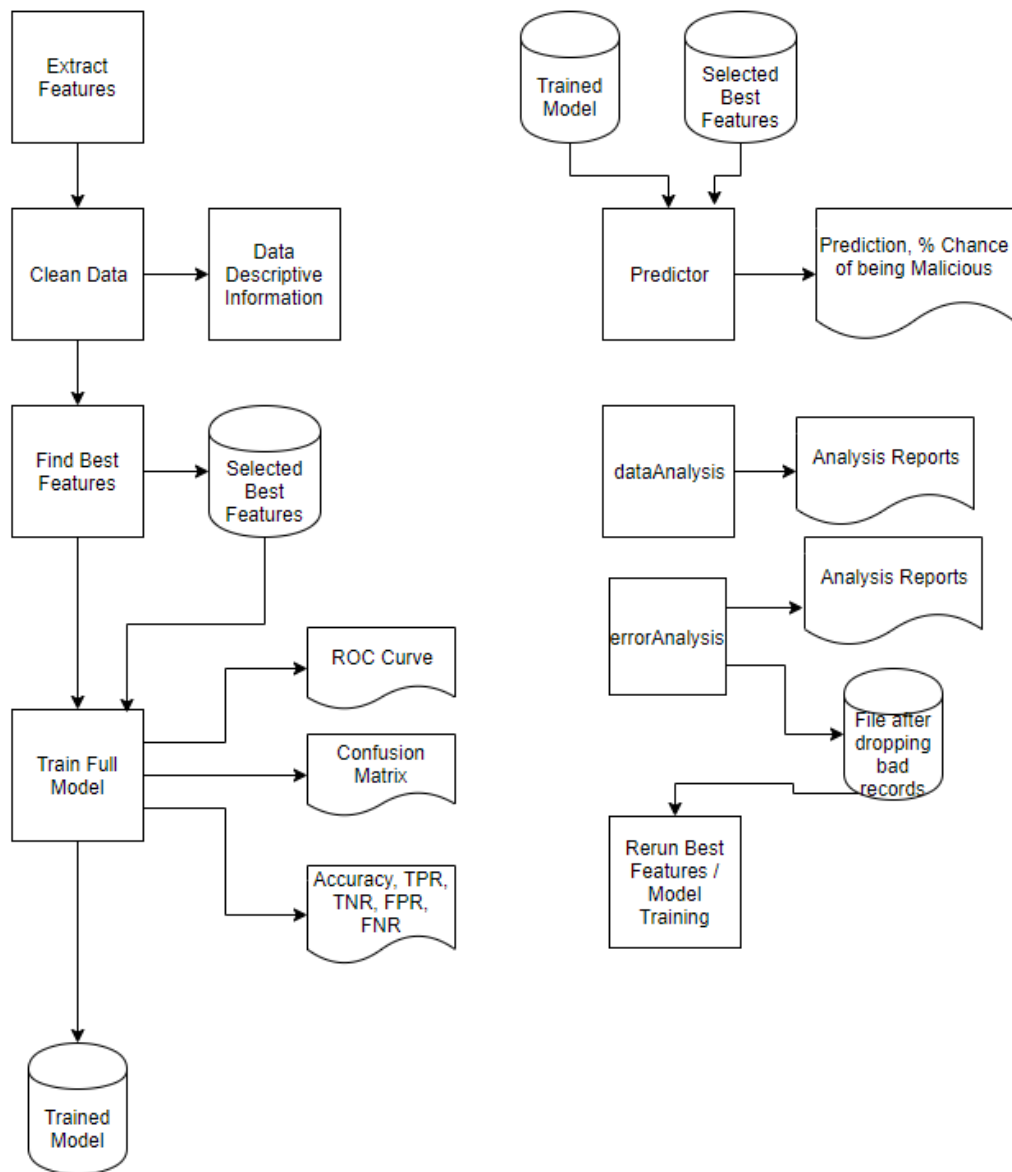 Extract
Features
Clean Data
Data
Descriptive
Information
Find Best
Features
Selected
Best
Features
ROC Curve
Train Full
Model
Confusion
Matrix
Accuracy, TPR,
TNR, FPR,
FNR
Trained
Model
Trained
Model
Selected
Best
Features
Predictor
Prediction, % Chance
of being Malicious
dataAnalysis
Analysis Reports
errorAnalysis
Analysis Reports
File after
dropping
bad
records
Rerun Best
Features /
Model
Training